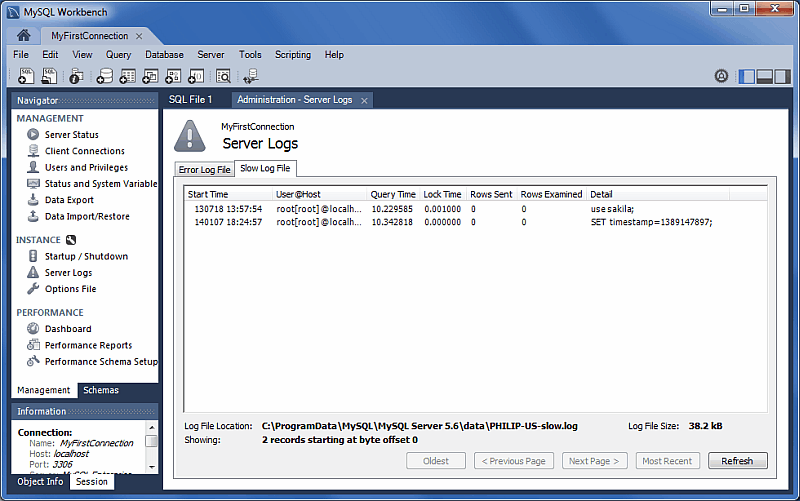 MySQL Workbench
MyFirstConnection
File Edit View Query Database Server Tools Scripting Help
Navigator
MANAGEMENT
Server Status
Client Connections
Users and Privileges
Status and System Variable
Data Export
Data Import/Restore
INSTANCE
Startup / Shutdown
Server Logs
Options File
PERFORMANCE
Dashboard
Performance Reports
Performance Schema Setup
Management Schemas
Information
Connection:
Name: MyFirstConnection
Host: localhost
Port: 3306
Object Info Session
SQL File 1 Administration - Server Logs
MyFirstConnection
Server Logs
Error Log File Slow Log File
Start Time User@Host Query Time Lock Time Rows Sent Rows Examined Detail
130718 13:57:54 root[root] @localh... 10.229585 0.001000 0 0 use sakila;
140107 18:24:57 root[root] @localh... 10.342818 0.000000 0 0 SET timestamp=1389147897;
Log File Location: C:\ProgramData\MySQL\MySQL Server 5.6\data\PHILIP-US-slow.log Log File Size: 38.2 kB
Showing: 2 records starting at byte offset 0
Oldest < Previous Page Next Page > Most Recent Refresh